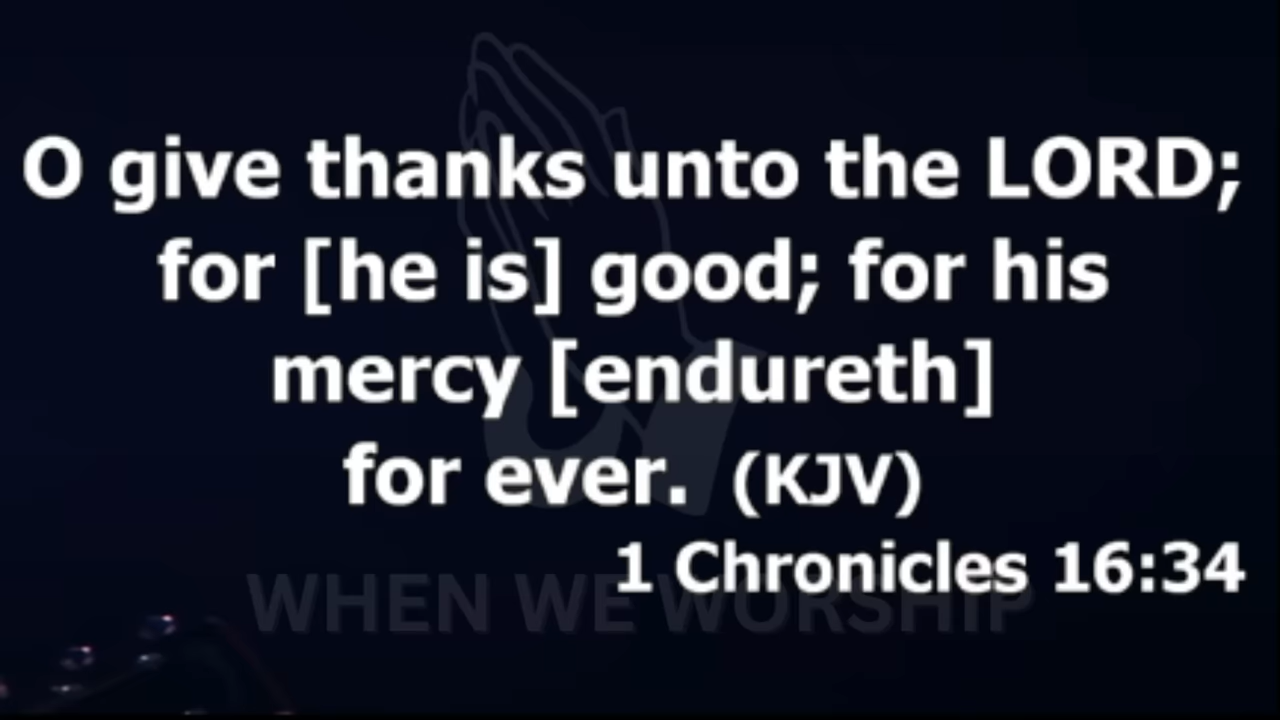 O give thanks unto the LORD;
for [he is] good; for his
mercy [endureth]
for ever. (KJV)
1 Chronicles 16:34
WHEN WE WORSHIP